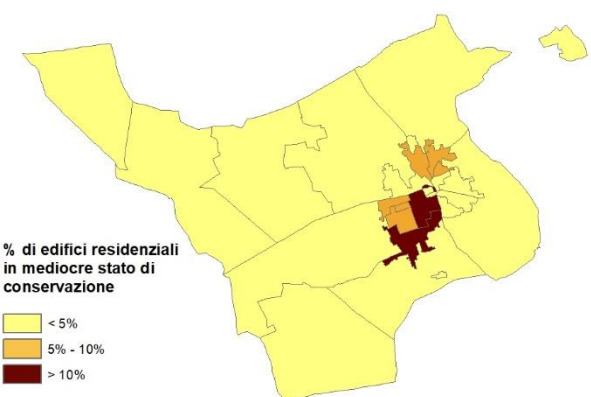 % di edifici residenziali
in mediocre stato di
conservazione
< 5%
5% - 10%
> 10%